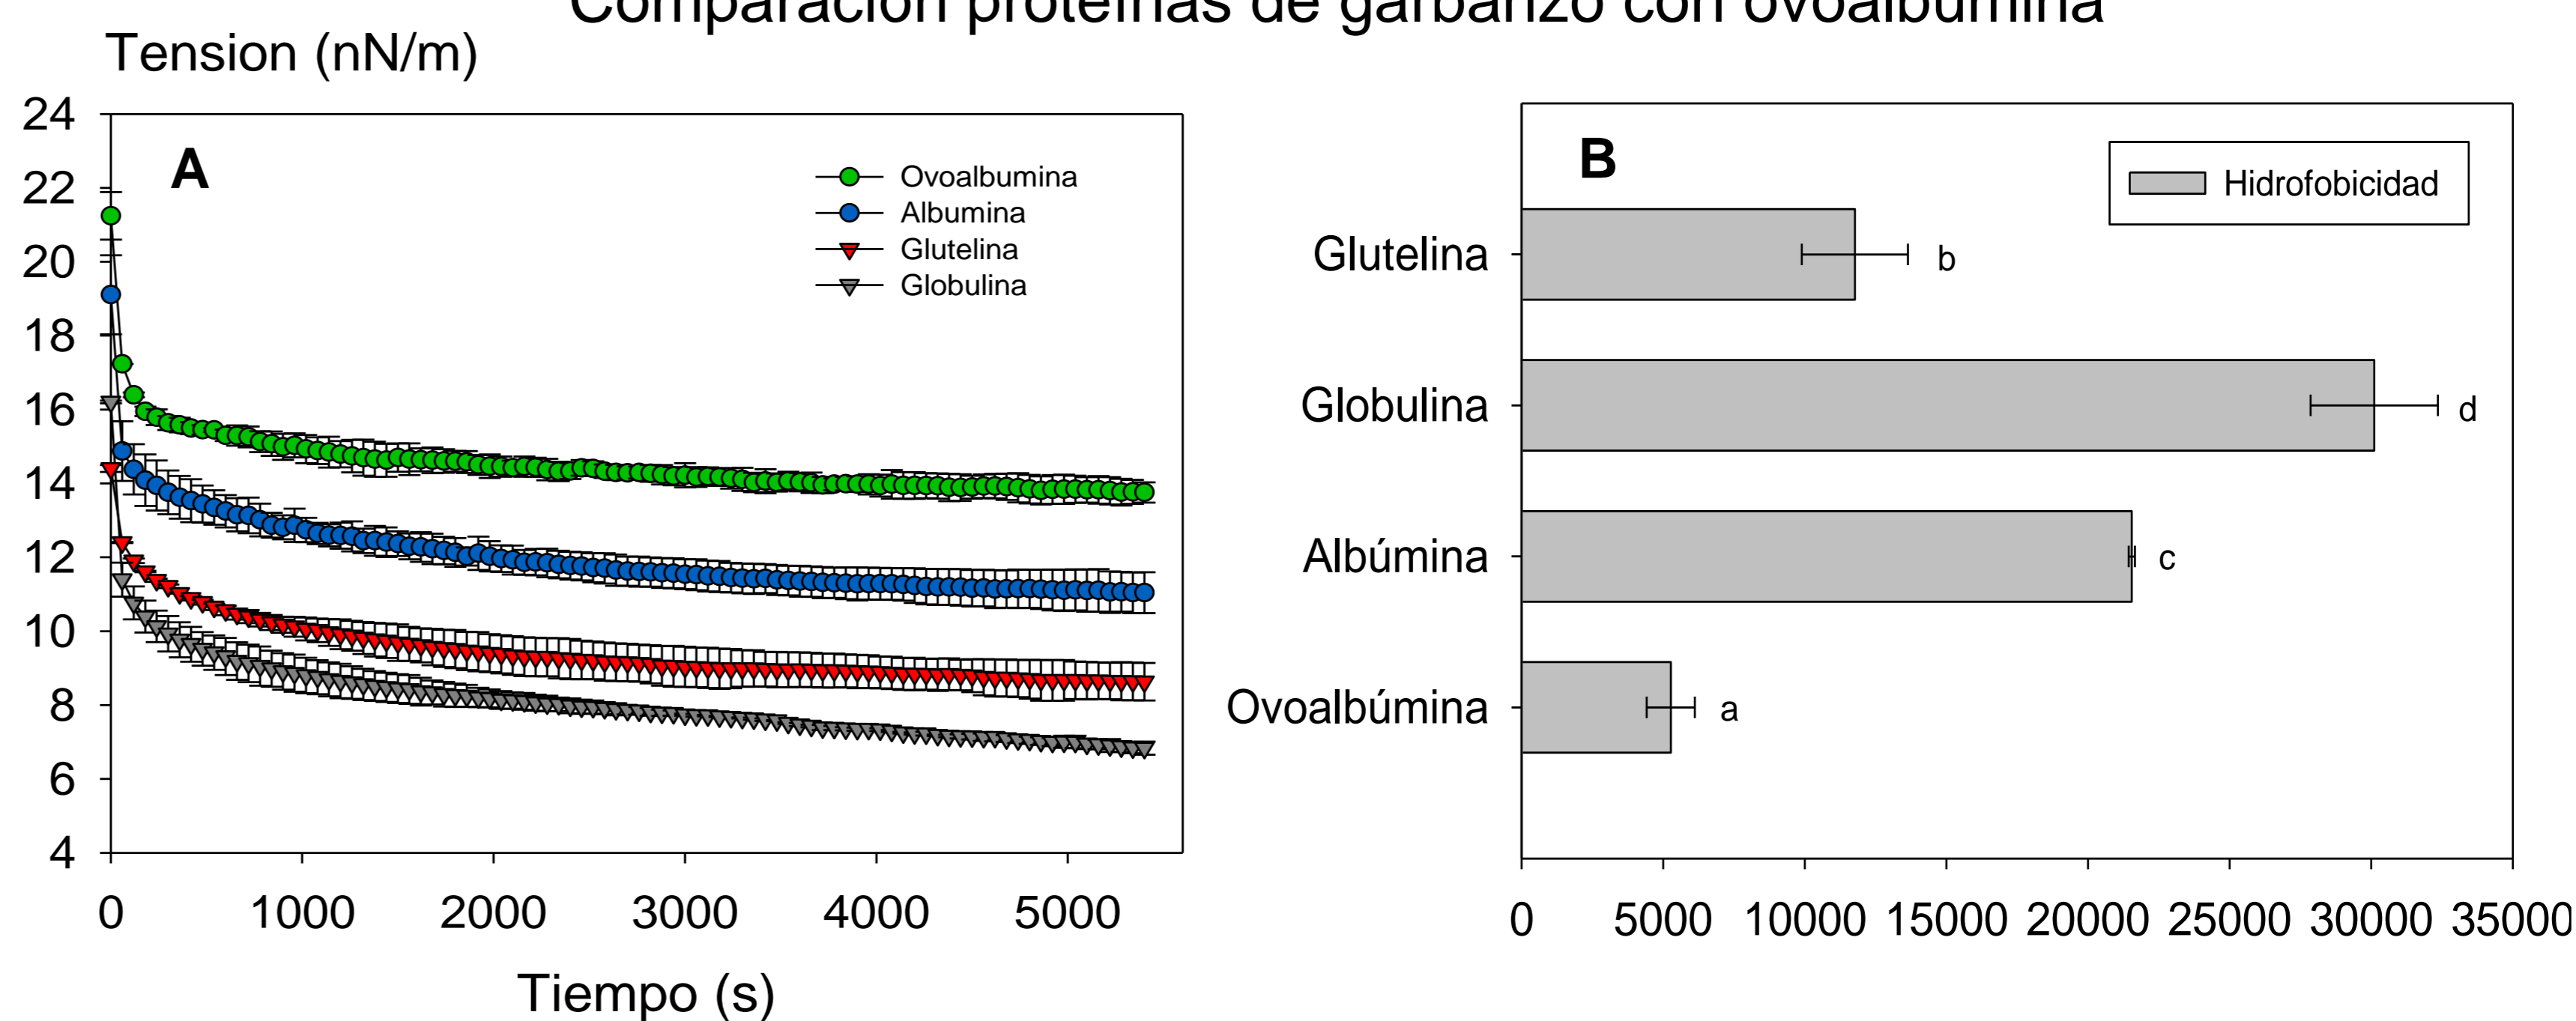 Comparación proteínas de garbanzo con ovoalbúmina
Tension (nN/m)
24
22
20
18
16
14
12
10
8
6
4
A
Ovoalbumina
Albumina
Glutelina
Globulina
0 1000 2000 3000 4000 5000
Tiempo (s)
B
Hidrofobicidad
Glutelina
b
Globulina
d
Albúmina
c
Ovoalbúmina
a
0 5000 10000 15000 20000 25000 30000 35000